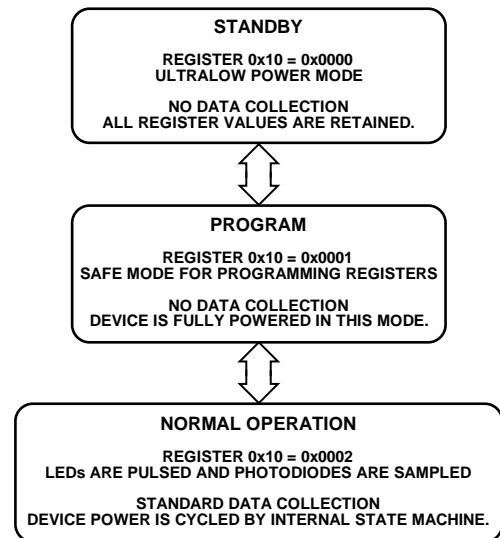 STANDBY
REGISTER 0x10 = 0x0000
ULTRALOW POWER MODE
NO DATA COLLECTION
ALL REGISTER VALUES ARE RETAINED.
PROGRAM
REGISTER 0x10 = 0x0001
SAFE MODE FOR PROGRAMMING REGISTERS
NO DATA COLLECTION
DEVICE IS FULLY POWERED IN THIS MODE.
NORMAL OPERATION
REGISTER 0x10 = 0x0002
LEDs ARE PULSED AND PHOTODIODES ARE SAMPLED
STANDARD DATA COLLECTION
DEVICE POWER IS CYCLED BY INTERNAL STATE MACHINE.